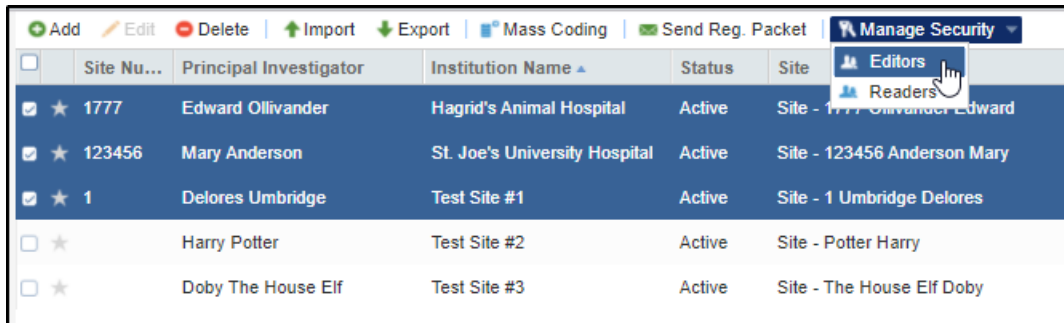 Add Edit Delete Import Export Mass Coding Send Reg. Packet Manage Security
Editors
Readers
Site Nu... Principal Investigator Institution Name Status Site
1777 Edward Ollivander Hagrid's Animal Hospital Active Site - 1777 Ollivander Edward
123456 Mary Anderson St. Joe's University Hospital Active Site - 123456 Anderson Mary
1 Delores Umbridge Test Site #1 Active Site - 1 Umbridge Delores
Harry Potter Test Site #2 Active Site - Potter Harry
Doby The House Elf Test Site #3 Active Site - The House Elf Doby